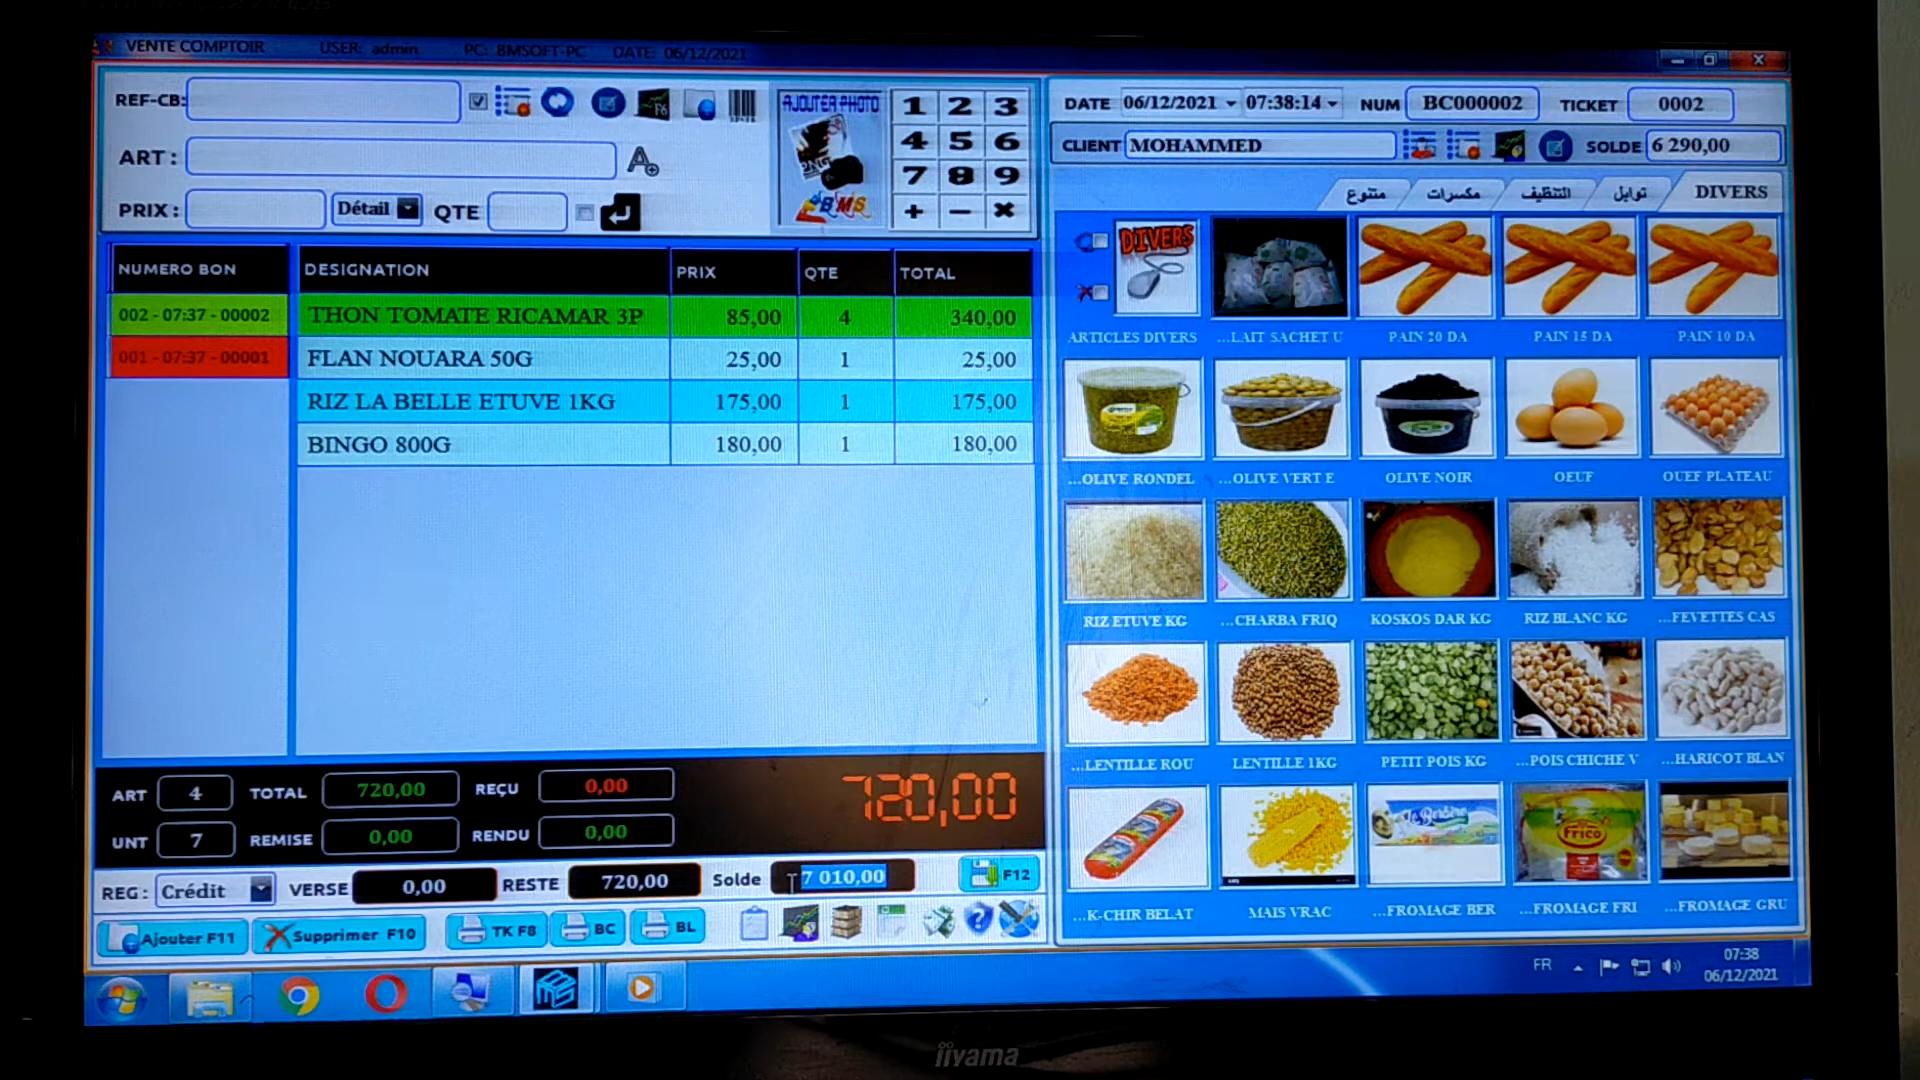 VENTE COMPTOIR USER: admin PC: BMSOFT-PC DATE: 06/12/2021
REF-CB:
F6
ART :
PRIX : Détail QTE
AJOUTER PHOTO
PNG
BMS
1 2 3
4 5 6
7 8 9
+ − ×
DATE 06/12/2021 07:38:14 NUM BC000002 TICKET 0002
CLIENT MOHAMMED SOLDE 6 290,00
متنوع مكسرات التنظيف توابل DIVERS
NUMERO BON DESIGNATION PRIX QTE TOTAL
002 - 07:37 - 00002 THON TOMATE RICAMAR 3P 85,00 4 340,00
001 - 07:37 - 00001 FLAN NOUARA 50G 25,00 1 25,00
RIZ LA BELLE ETUVE 1KG 175,00 1 175,00
BINGO 800G 180,00 1 180,00
DIVERS
ARTICLES DIVERS ...LAIT SACHET U PAIN 20 DA PAIN 15 DA PAIN 10 DA
...OLIVE RONDEL ...OLIVE VERT E OLIVE NOIR OEUF OUEF PLATEAU
RIZ ETUVE KG ...CHARBA FRIQ KOSKOS DAR KG RIZ BLANC KG ...FEVETTES CAS
...LENTILLE ROU LENTILLE 1KG PETIT POIS KG ...POIS CHICHE V ...HARICOT BLAN
Le Berbère
Frico
...K-CHIR BELAT MAIS VRAC ...FROMAGE BER ...FROMAGE FRI ...FROMAGE GRU
ART 4 TOTAL 720,00 REÇU 0,00
720,00
UNT 7 REMISE 0,00 RENDU 0,00
REG : Crédit VERSE 0,00 RESTE 720,00 Solde 7 010,00 F12
Ajouter F11 Supprimer F10 TK F8 BC BL
BMS
FR
07:38
06/12/2021
iiyama